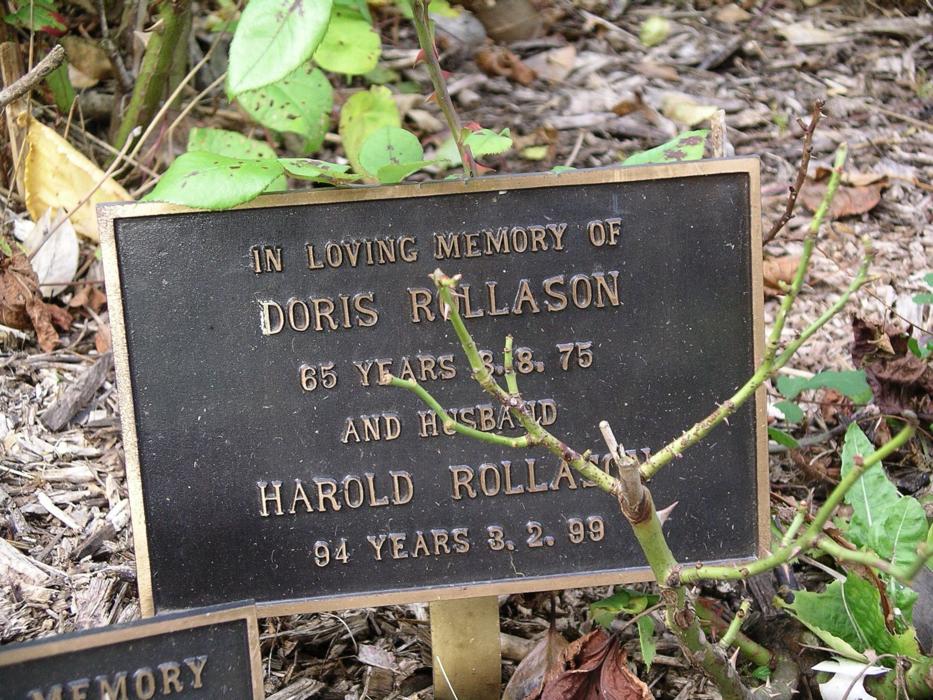 IN LOVING MEMORY OF
DORIS ROLLASON
65 YEARS 3.8. 75
AND HUSBAND
HAROLD ROLLASON
94 YEARS 3. 2. 99
MEMORY